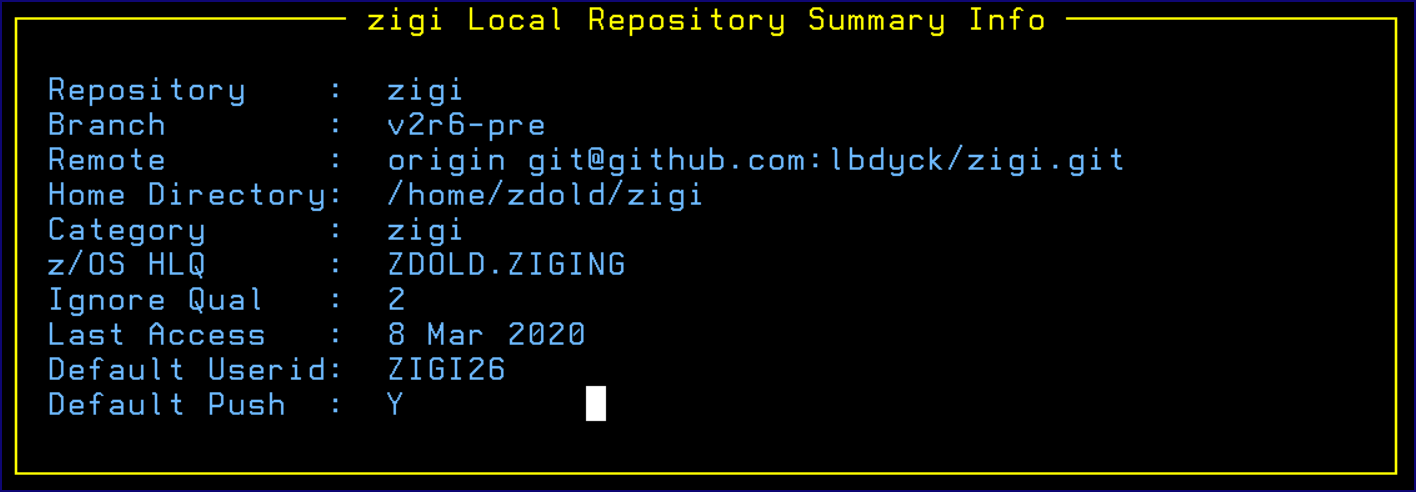 zigi Local Repository Summary Info
Repository : zigi
Branch : v2r6-pre
Remote : origin git@github.com:lbdyck/zigi.git
Home Directory: /home/zdold/zigi
Category : zigi
z/OS HLQ : ZDOLD.ZIGING
Ignore Qual : 2
Last Access : 8 Mar 2020
Default Userid: ZIGI26
Default Push : Y